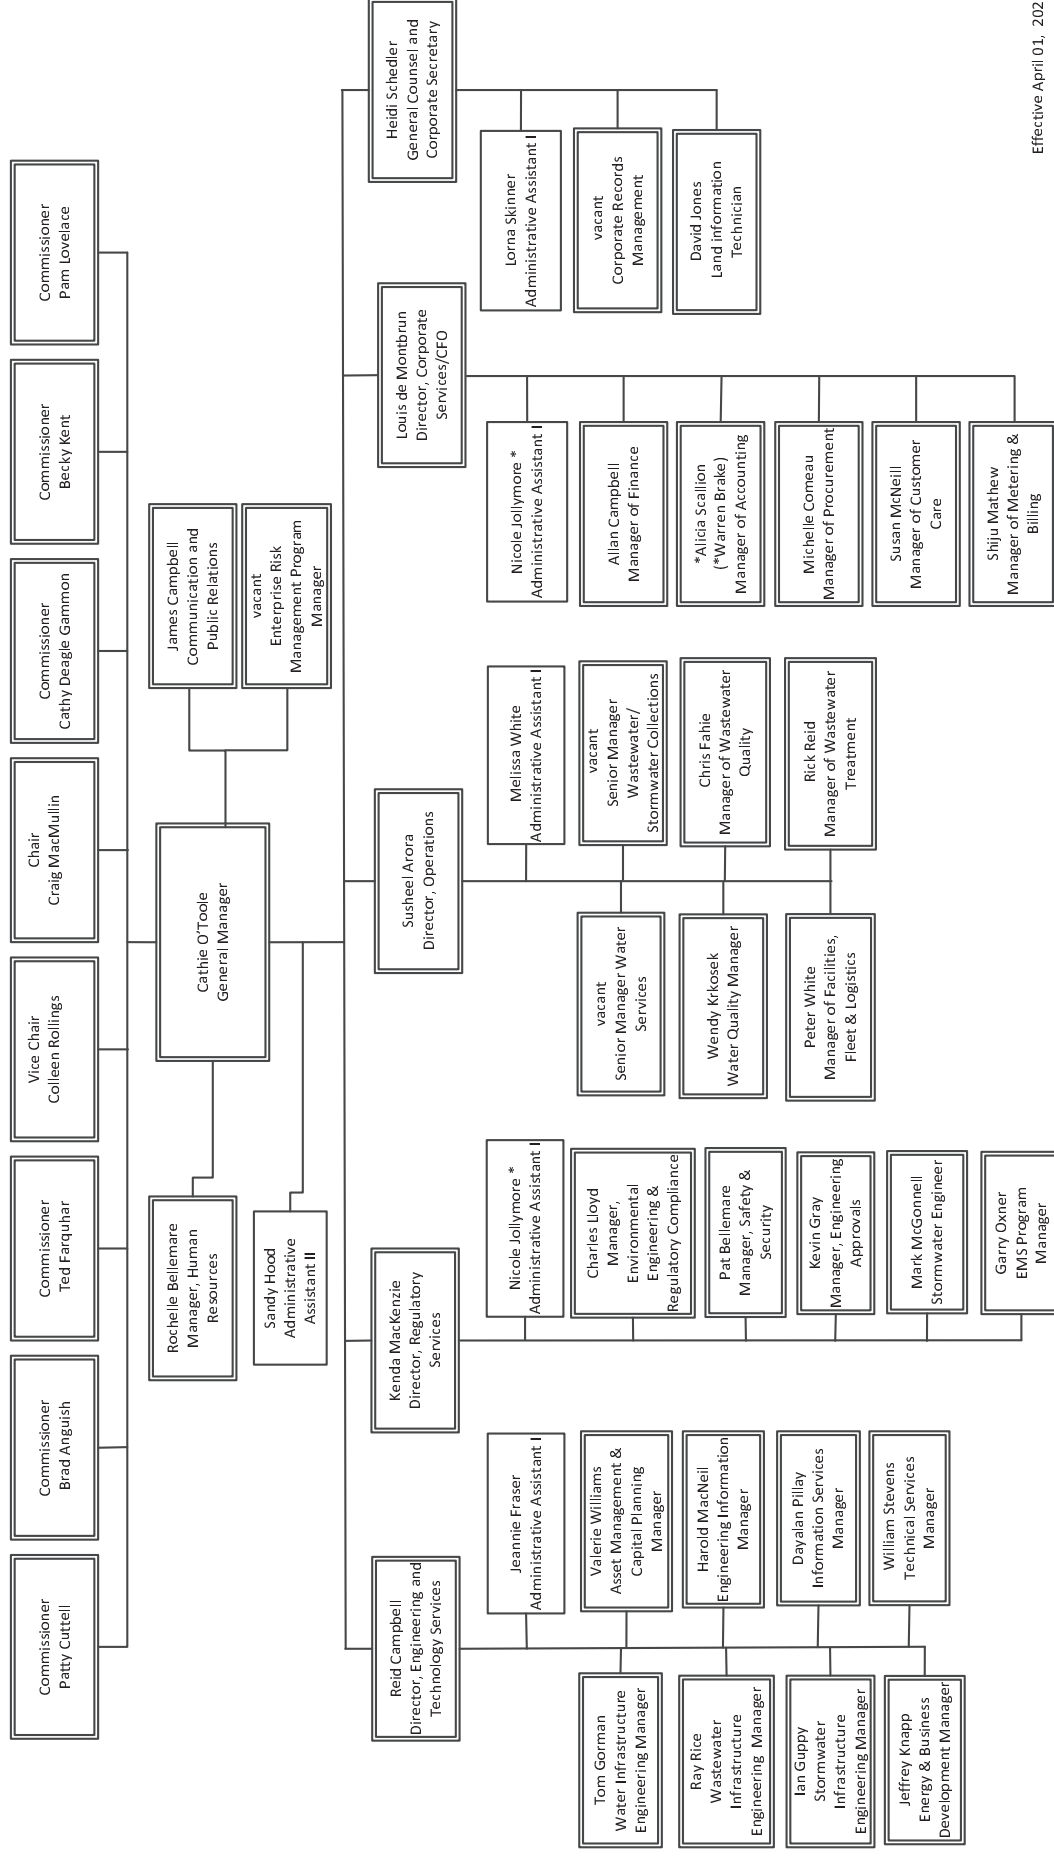 Commissioner
Patty Cuttell
Commissioner
Brad Anguish
Commissioner
Ted Farquhar
Vice Chair
Colleen Rollings
Chair
Craig MacMullin
Commissioner
Cathy Deagle Gammon
Commissioner
Becky Kent
Commissioner
Pam Lovelace
Cathie O'Toole
General Manager
Rochelle Bellemare
Manager, Human
Resources
Sandy Hood
Administrative
Assistant II
James Campbell
Communication and
Public Relations
vacant
Enterprise Risk
Management Program
Manager
Reid Campbell
Director, Engineering and
Technology Services
Jeannie Fraser
Administrative Assistant I
Tom Gorman
Water Infrastructure
Engineering Manager
Valerie Williams
Asset Management &
Capital Planning
Manager
Ray Rice
Wastewater
Infrastructure
Engineering Manager
Harold MacNeil
Engineering Information
Manager
Ian Guppy
Stormwater
Infrastructure
Engineering Manager
Dayalan Pillay
Information Services
Manager
Jeffrey Knapp
Energy & Business
Development Manager
William Stevens
Technical Services
Manager
Kenda MacKenzie
Director, Regulatory
Services
Nicole Jollymore *
Administrative Assistant I
Charles Lloyd
Manager,
Environmental
Engineering &
Regulatory Compliance
Pat Bellemare
Manager, Safety &
Security
Kevin Gray
Manager, Engineering
Approvals
Mark McGonnell
Stormwater Engineer
Garry Oxner
EMS Program
Manager
Susheel Arora
Director, Operations
Melissa White
Administrative Assistant I
vacant
Senior Manager Water
Services
vacant
Senior Manager
Wastewater/
Stormwater Collections
Wendy Krkosek
Water Quality Manager
Chris Fahie
Manager of Wastewater
Quality
Peter White
Manager of Facilities,
Fleet & Logistics
Rick Reid
Manager of Wastewater
Treatment
Louis de Montbrun
Director, Corporate
Services/CFO
Nicole Jollymore *
Administrative Assistant I
Allan Campbell
Manager of Finance
*Alicia Scallion
(*Warren Brake)
Manager of Accounting
Michelle Comeau
Manager of Procurement
Susan McNeill
Manager of Customer
Care
Shiju Mathew
Manager of Metering &
Billing
Heidi Schedler
General Counsel and
Corporate Secretary
Lorna Skinner
Administrative Assistant I
vacant
Corporate Records
Management
David Jones
Land information
Technician
Effective April 01, 202